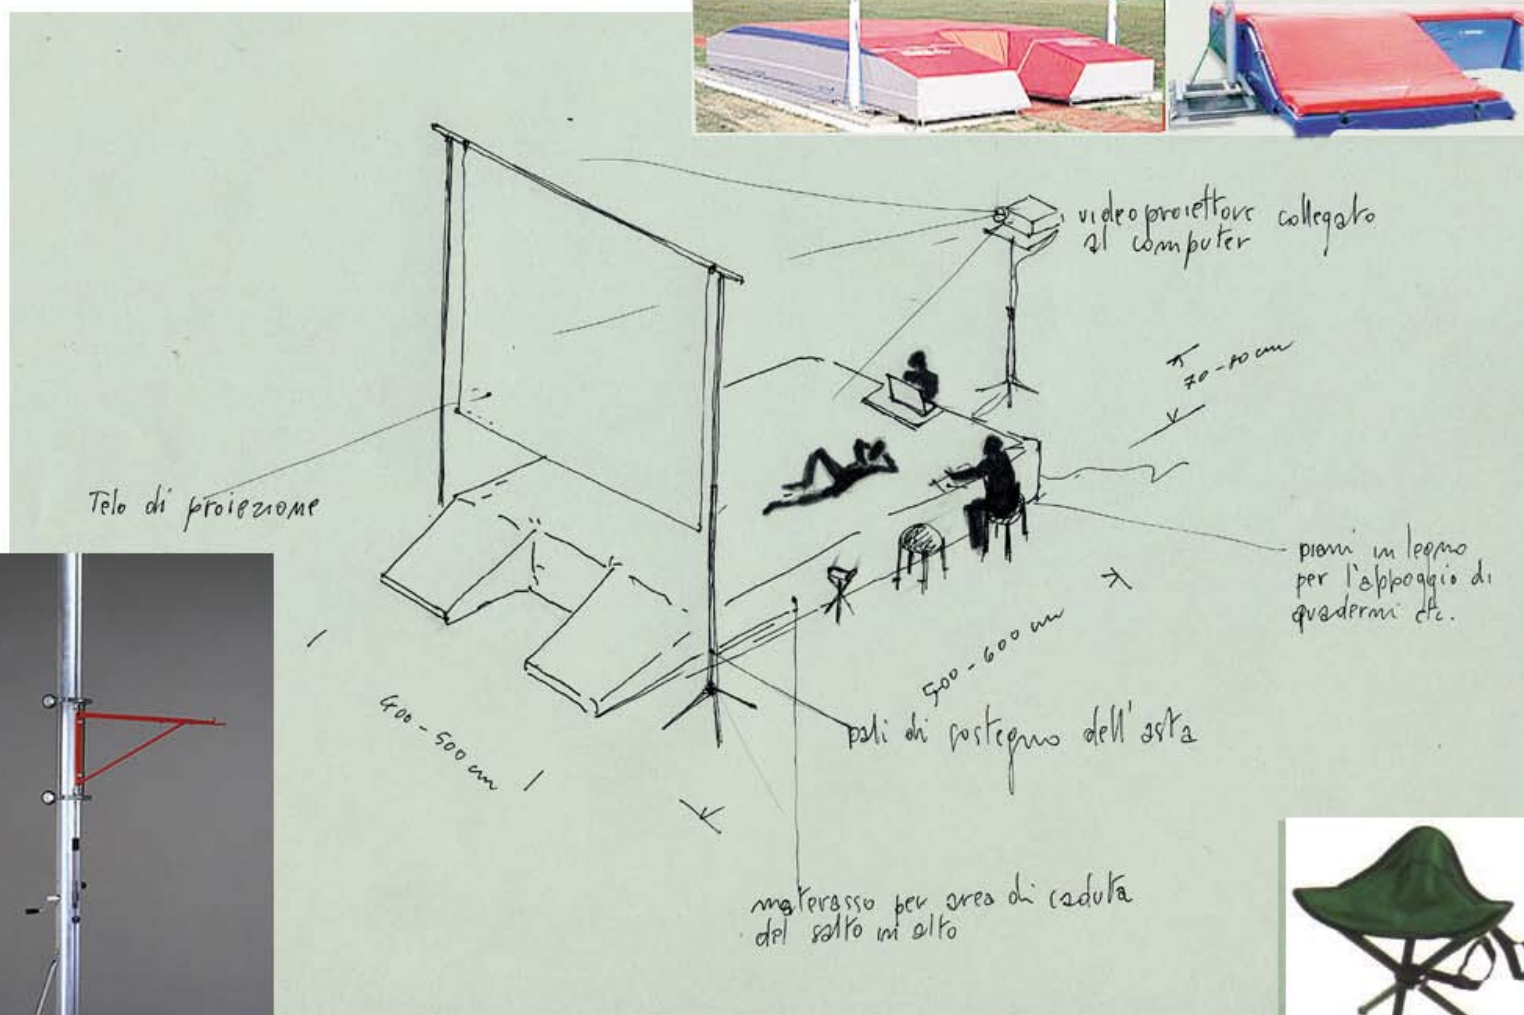 videoproiettore collegato
al computer
70-80 cm
Telo di proiezione
piani in legno
per l'appoggio di
quaderni etc.
500-600 cm
400-500 cm
pali di sostegno dell'asta
materasso per area di caduta
del salto in alto